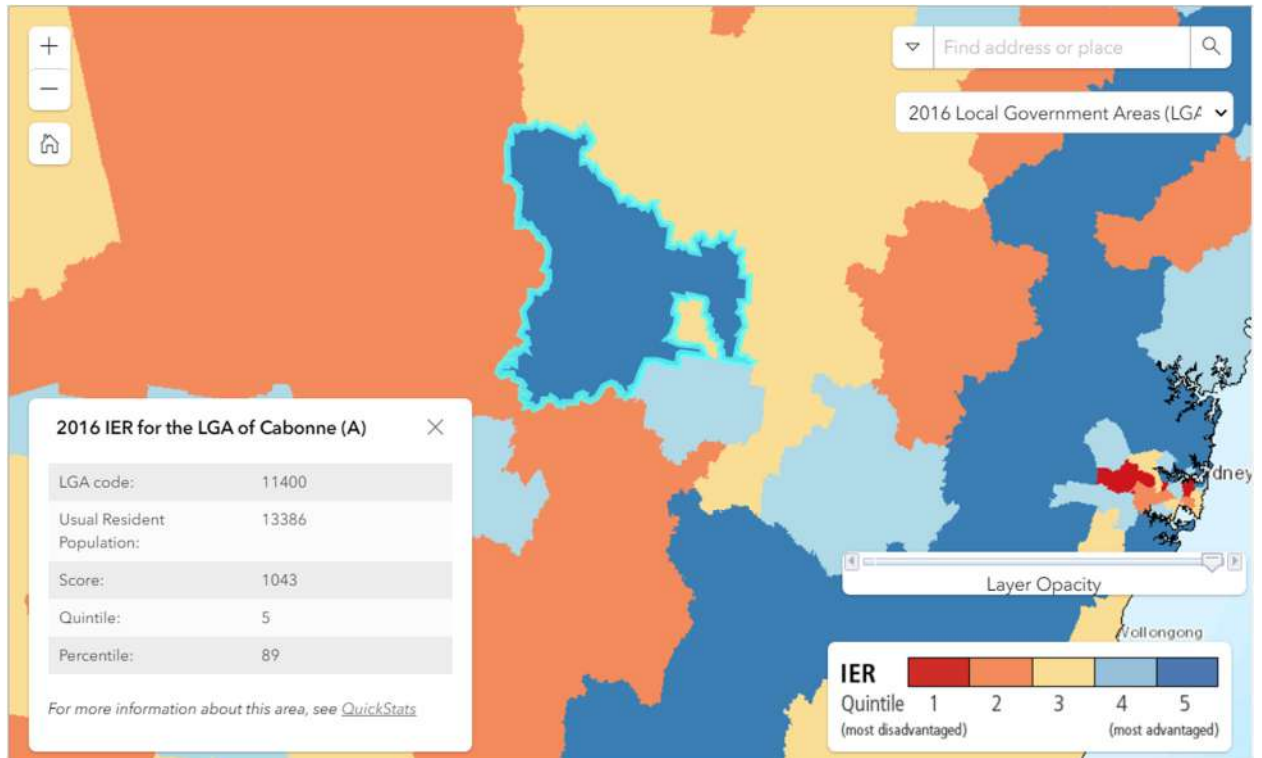 +
Find address or place
−
2016 Local Government Areas (LGA
2016 IER for the LGA of Cabonne (A)
LGA code: 11400
Usual Resident Population: 13386
Score: 1043
Quintile: 5
Percentile: 89
For more information about this area, see QuickStats
dney
Layer Opacity
Vollongong
IER
Quintile 1 2 3 4 5
(most disadvantaged) (most advantaged)